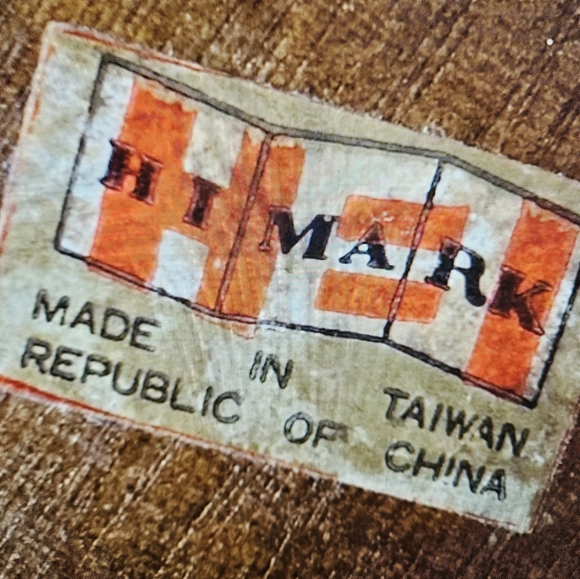 HI MARK
MADE IN TAIWAN
REPUBLIC OF CHINA